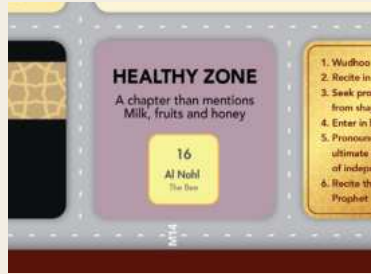 HEALTHY ZONE
A chapter than mentions
Milk, fruits and honey
16
Al Nohl
The Bee
M14
1. Wudhoo
2. Recite in
3. Seek pro
from sha
4. Enter in
5. Pronoun
ultimate
of indep
6. Recite th
Prophet